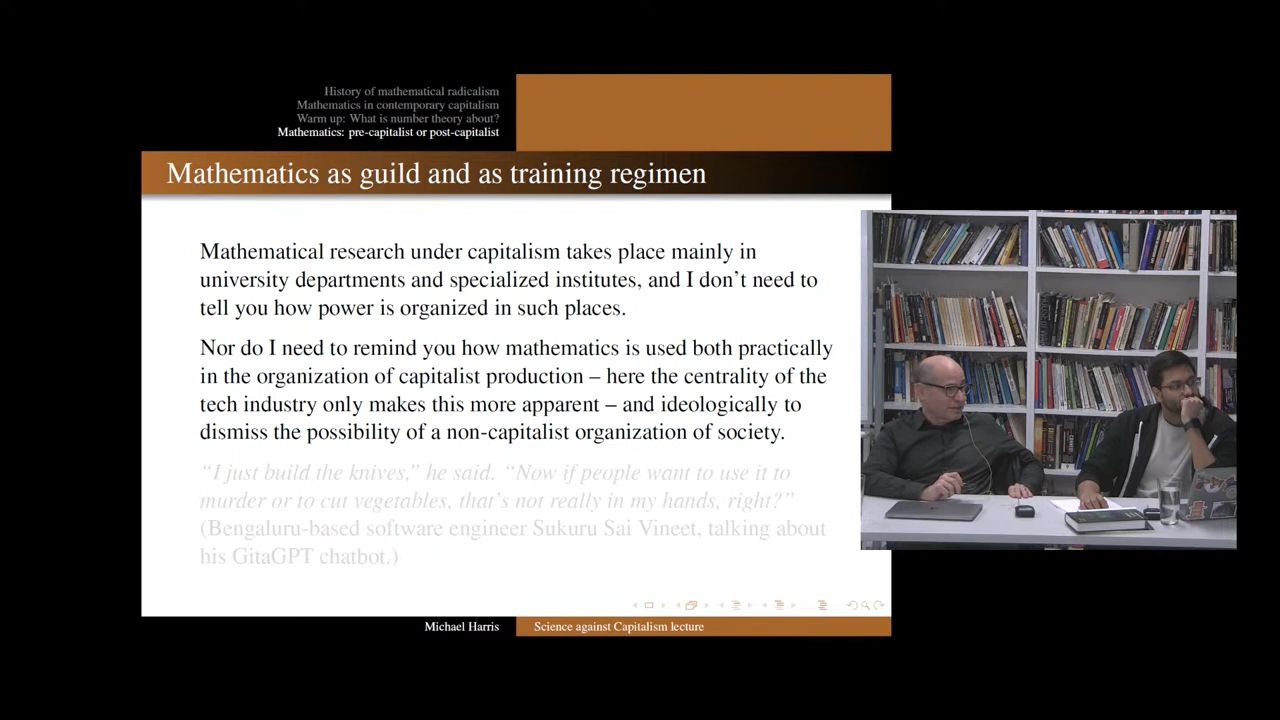 History of mathematical radicalism
Mathematics in contemporary capitalism
Warm up: What is number theory about?
Mathematics: pre-capitalist or post-capitalist
Mathematics as guild and as training regimen
Mathematical research under capitalism takes place mainly in
university departments and specialized institutes, and I don’t need to
tell you how power is organized in such places.
Nor do I need to remind you how mathematics is used both practically
in the organization of capitalist production – here the centrality of the
tech industry only makes this more apparent – and ideologically to
dismiss the possibility of a non-capitalist organization of society.
“I just build the knives,” he said. “Now if people want to use it to
murder or to cut vegetables, that’s not really in my hands, right?”
(Bengaluru-based software engineer Sukuru Sai Vineet, talking about
his GitaGPT chatbot.)
Michael Harris
Science against Capitalism lecture